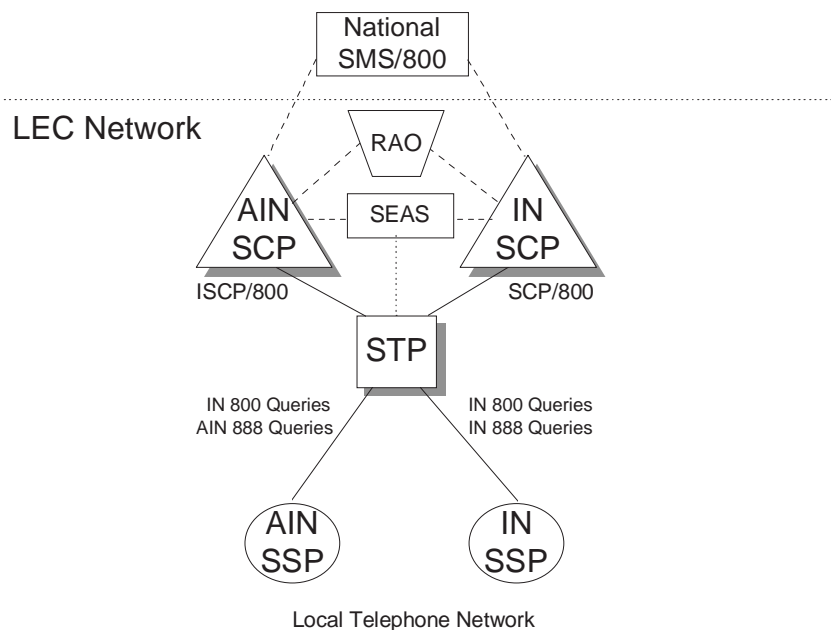 National
SMS/800
LEC Network
RAO
AIN
SCP
SEAS
IN
SCP
ISCP/800
SCP/800
STP
IN 800 Queries
AIN 888 Queries
IN 800 Queries
IN 888 Queries
AIN
SSP
IN
SSP
Local Telephone Network